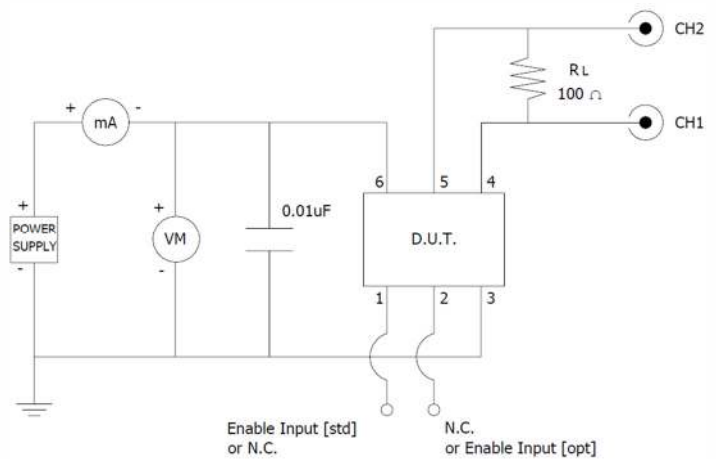 CH2
RL
100 Ω
CH1
+ mA -
6 5 4
+
POWER
SUPPLY
-
+
VM
-
0.01uF
D.U.T.
1 2 3
Enable Input [std]
or N.C.
N.C.
or Enable Input [opt]